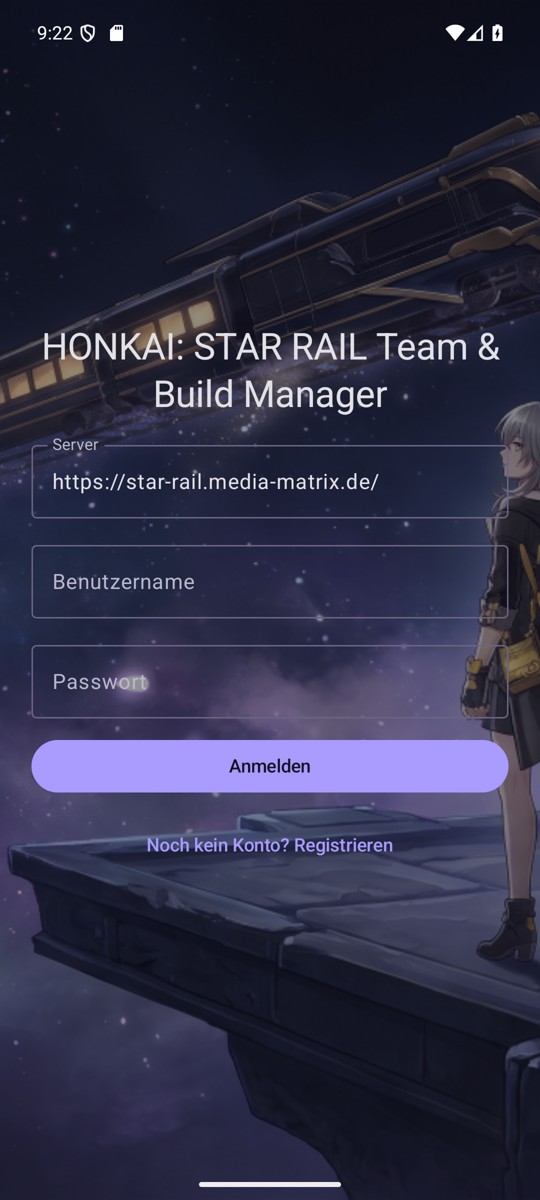 9:22
HONKAI: STAR RAIL Team &
Build Manager
Server
https://star-rail.media-matrix.de/
Benutzername
Passwort
Anmelden
Noch kein Konto? Registrieren